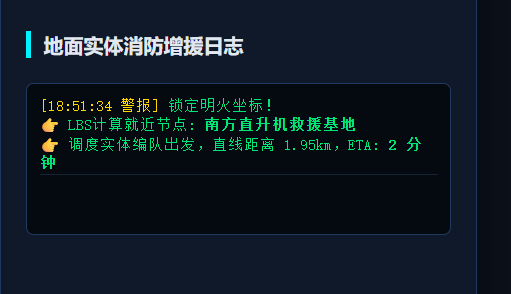 地面实体消防增援日志
[18:51:34 警报] 锁定明火坐标！
👉 LBS计算就近节点: 南方直升机救援基地
👉 调度实体编队出发，直线距离 1.95km，ETA: 2 分
钟